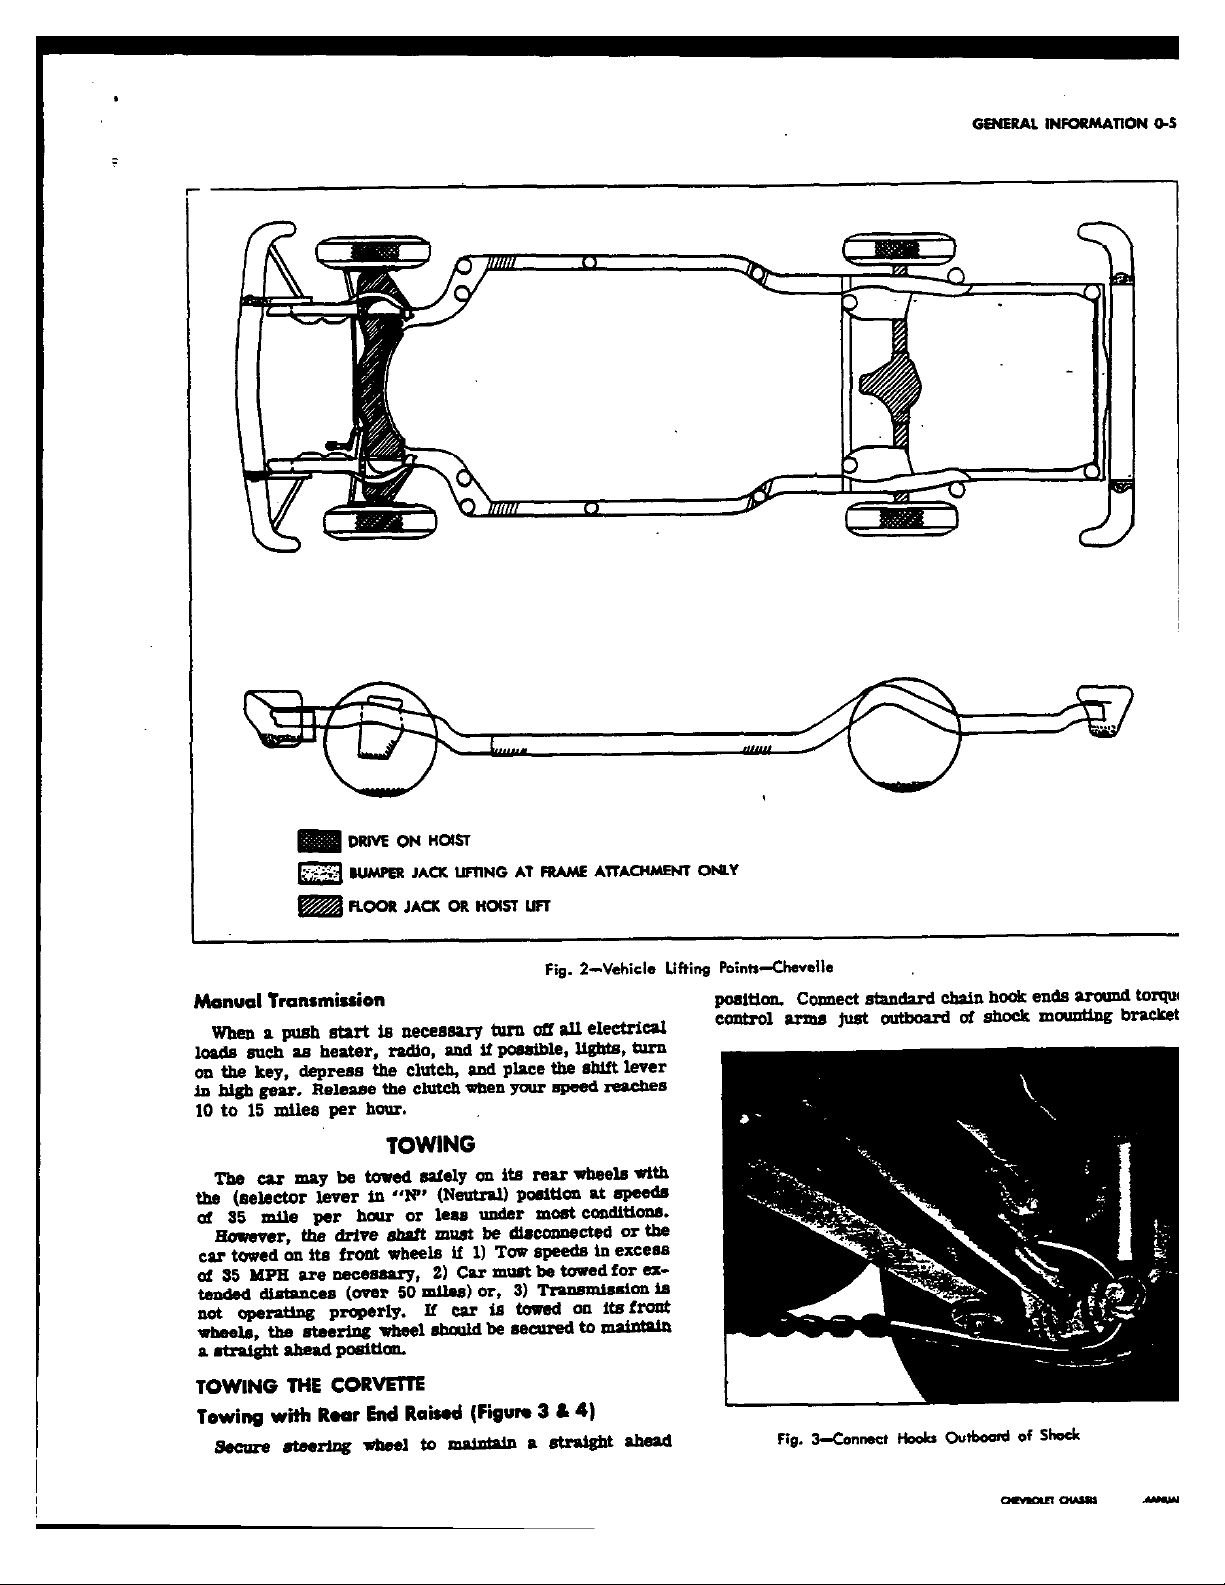 GENERAL INFORMATION 0-5
DRIVE ON HOIST
BUMPER JACK LIFTING AT FRAME ATTACHMENT ONLY
FLOOR JACK OR HOIST LIFT
Fig. 2—Vehicle Lifting Points—Chevelle
Manual Transmission
When a push start is necessary turn off all electrical
loads such as heater, radio, and if possible, lights, turn
on the key, depress the clutch, and place the shift lever
in high gear. Release the clutch when your speed reaches
10 to 15 miles per hour.
TOWING
The car may be towed safely on its rear wheels with
the (selector lever in "N" (Neutral) position at speeds
of 35 mile per hour or less under most conditions.
However, the drive shaft must be disconnected or the
car towed on its front wheels if 1) Tow speeds in excess
of 35 MPH are necessary, 2) Car must be towed for ex-
tended distances (over 50 miles) or, 3) Transmission is
not operating properly. If car is towed on its front
wheels, the steering wheel should be secured to maintain
a straight ahead position.
TOWING THE CORVETTE
Towing with Rear End Raised (Figure 3 & 4)
Secure steering wheel to maintain a straight ahead
position. Connect standard chain hook ends around torqu
control arms just outboard of shock mounting bracket
Fig. 3—Connect Hooks Outboard of Shock
CHEVROLET CHASSIS MANUAL